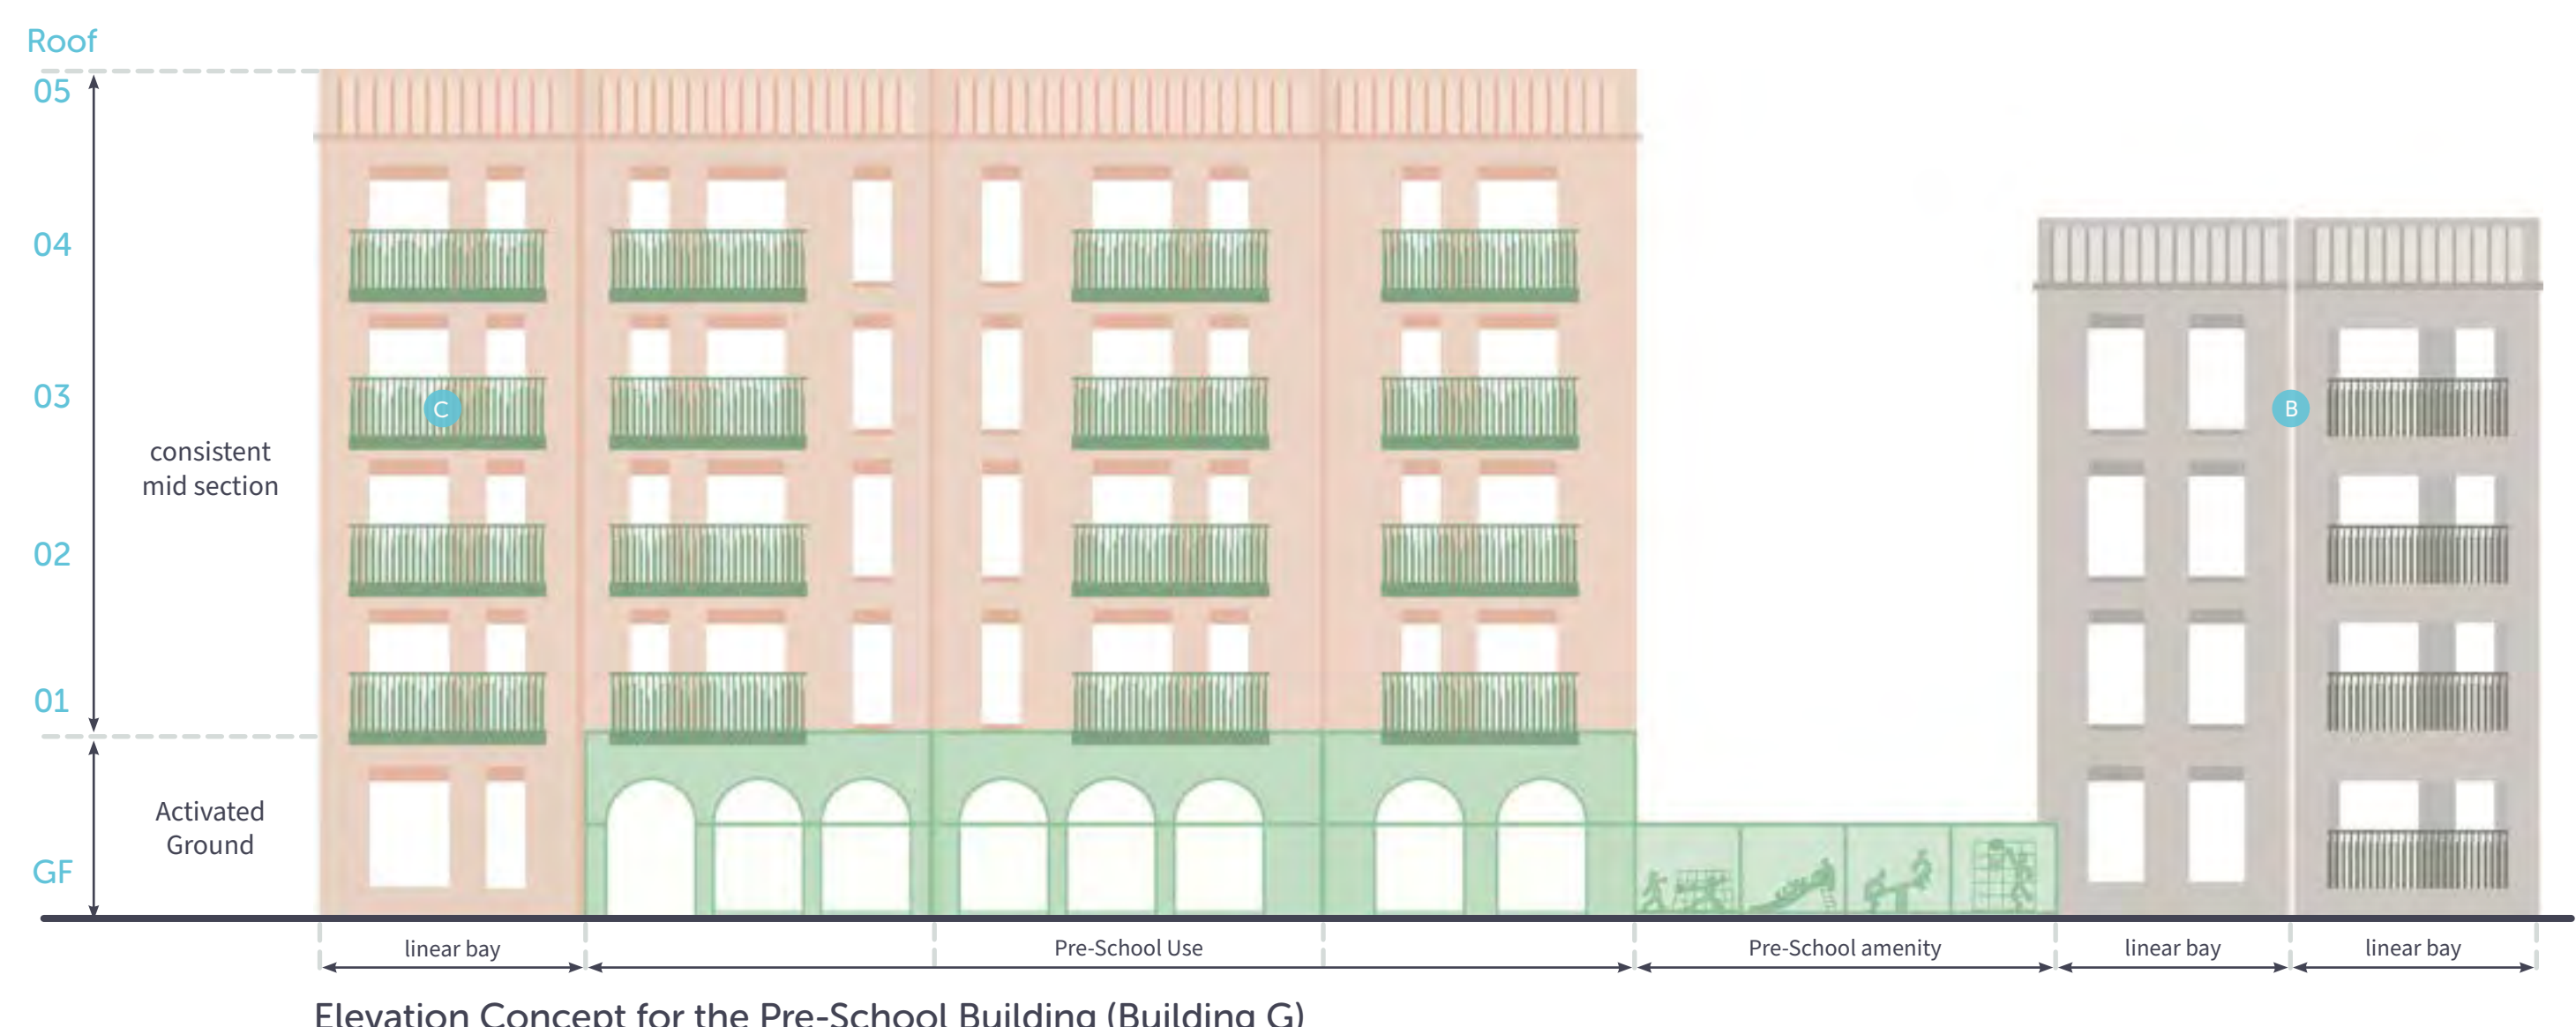 Roof
05
04
03
02
01
GF
consistent
mid section
Activated
Ground
C
B
linear bay
Pre-School Use
Pre-School amenity
linear bay
linear bay
Elevation Concept for the Pre-School Building (Building G)